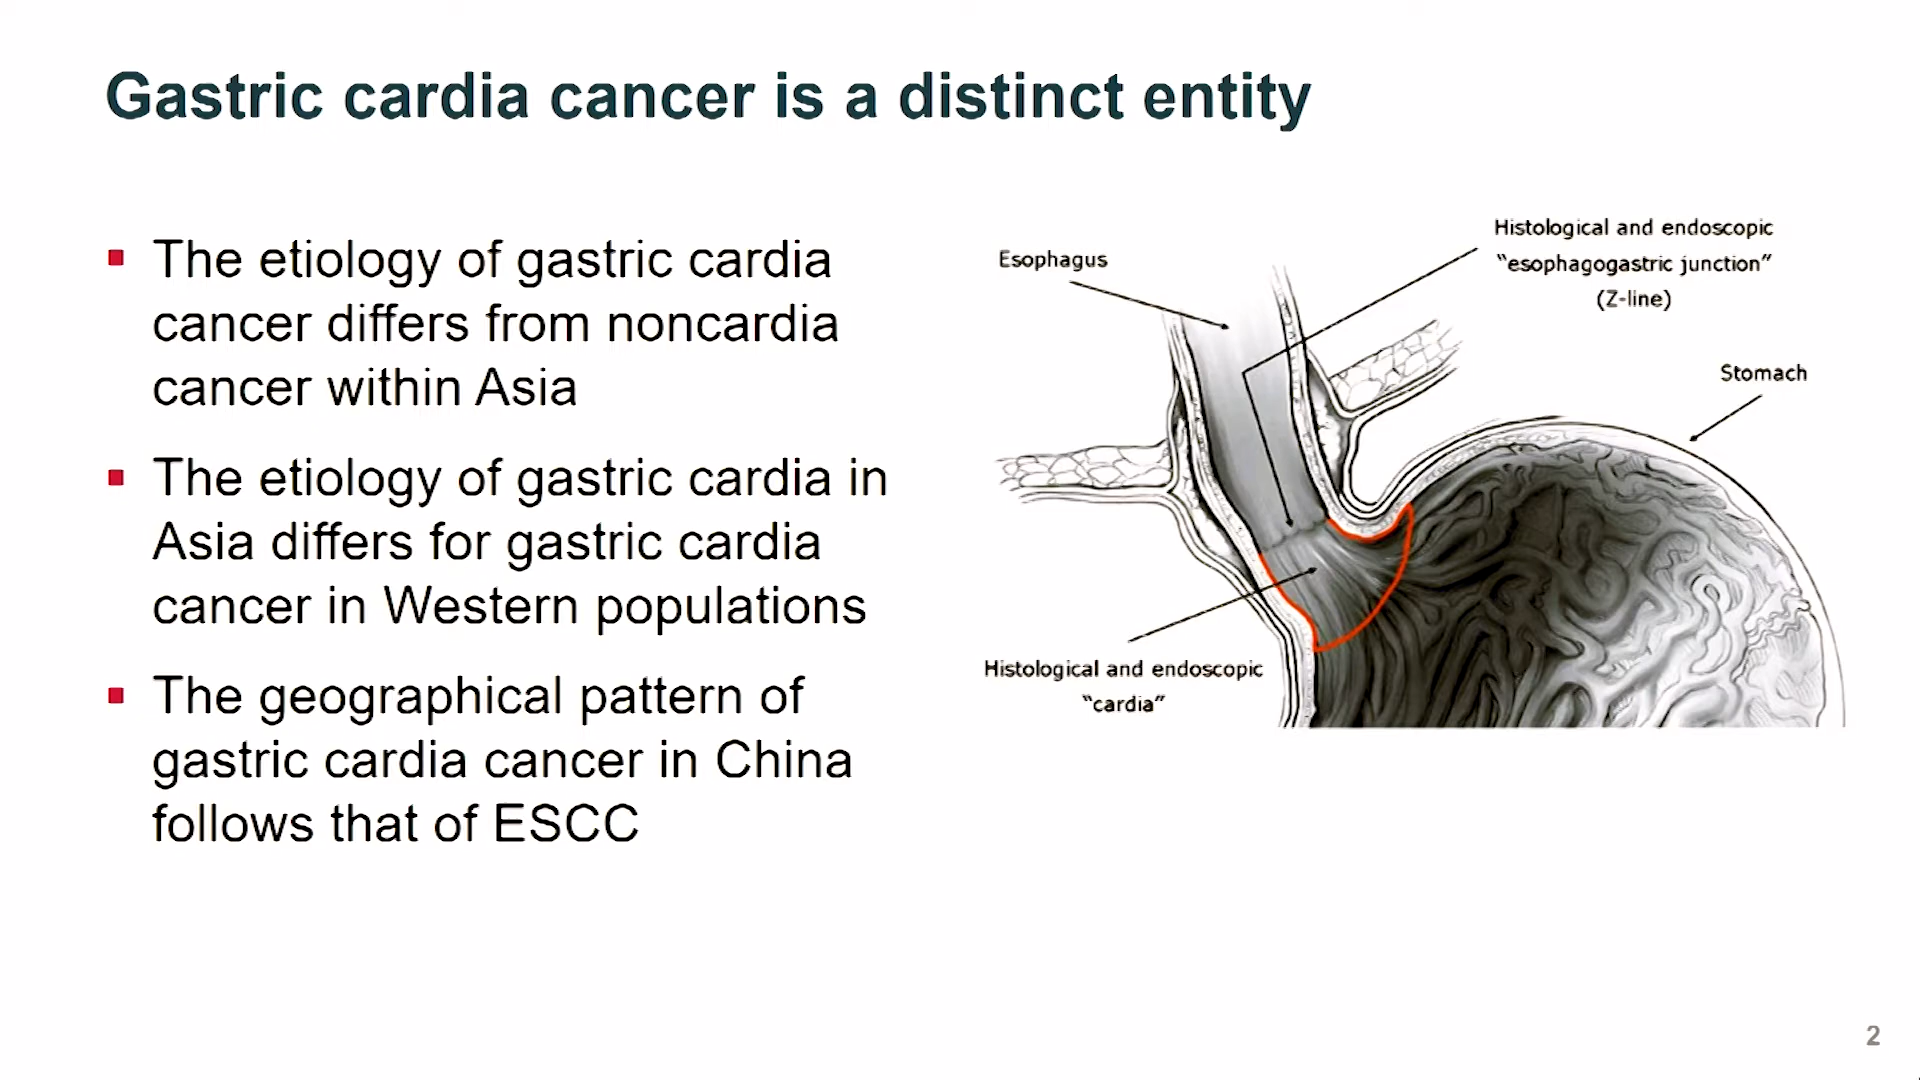 Gastric cardia cancer is a distinct entity
▪ The etiology of gastric cardia
cancer differs from noncardia
cancer within Asia
▪ The etiology of gastric cardia in
Asia differs for gastric cardia
cancer in Western populations
▪ The geographical pattern of
gastric cardia cancer in China
follows that of ESCC
Esophagus
Histological and endoscopic
“esophagogastric junction”
(Z-line)
Stomach
Histological and endoscopic
“cardia”
2